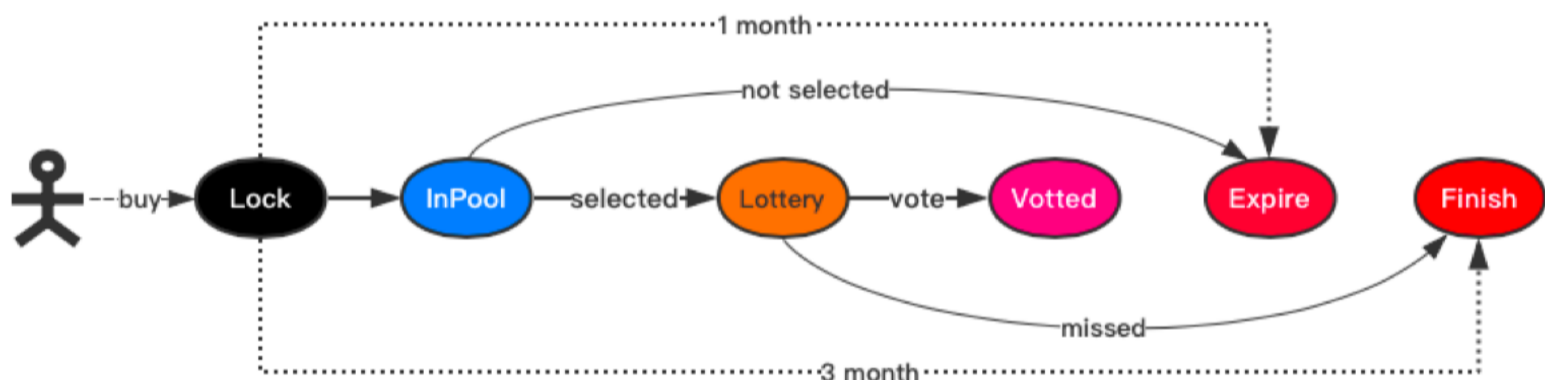 1 month
not selected
buy
Lock
InPool
selected
Lottery
vote
Votted
Expire
Finish
missed
3 month